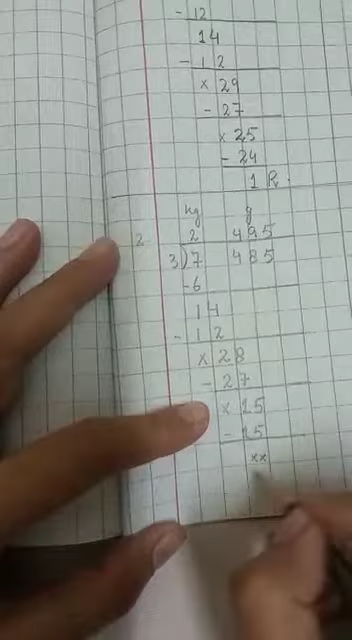 - 12
14
- 12
x 29
- 27
x 25
- 24
1 R.
kg g
2. 2 495
3) 7 485
- 6
14
- 12
x 28
- 27
x 15
- 15
xx